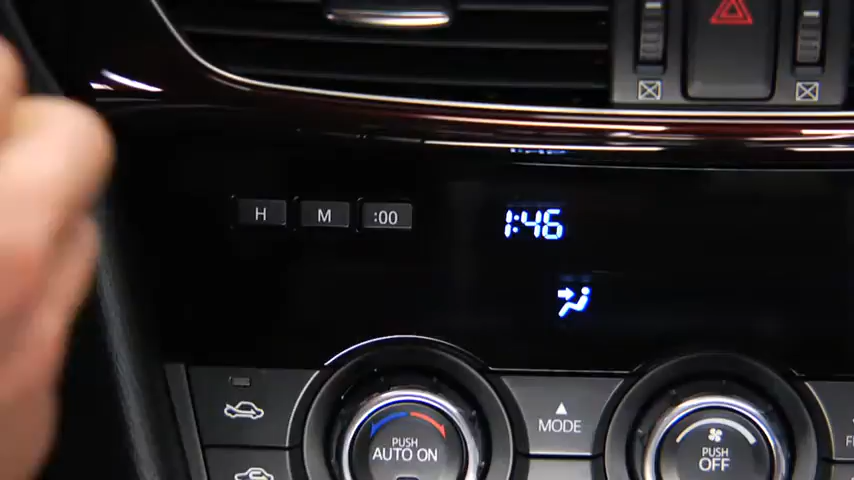 H M :00
1:46
PUSH
AUTO ON
MODE
PUSH
OFF